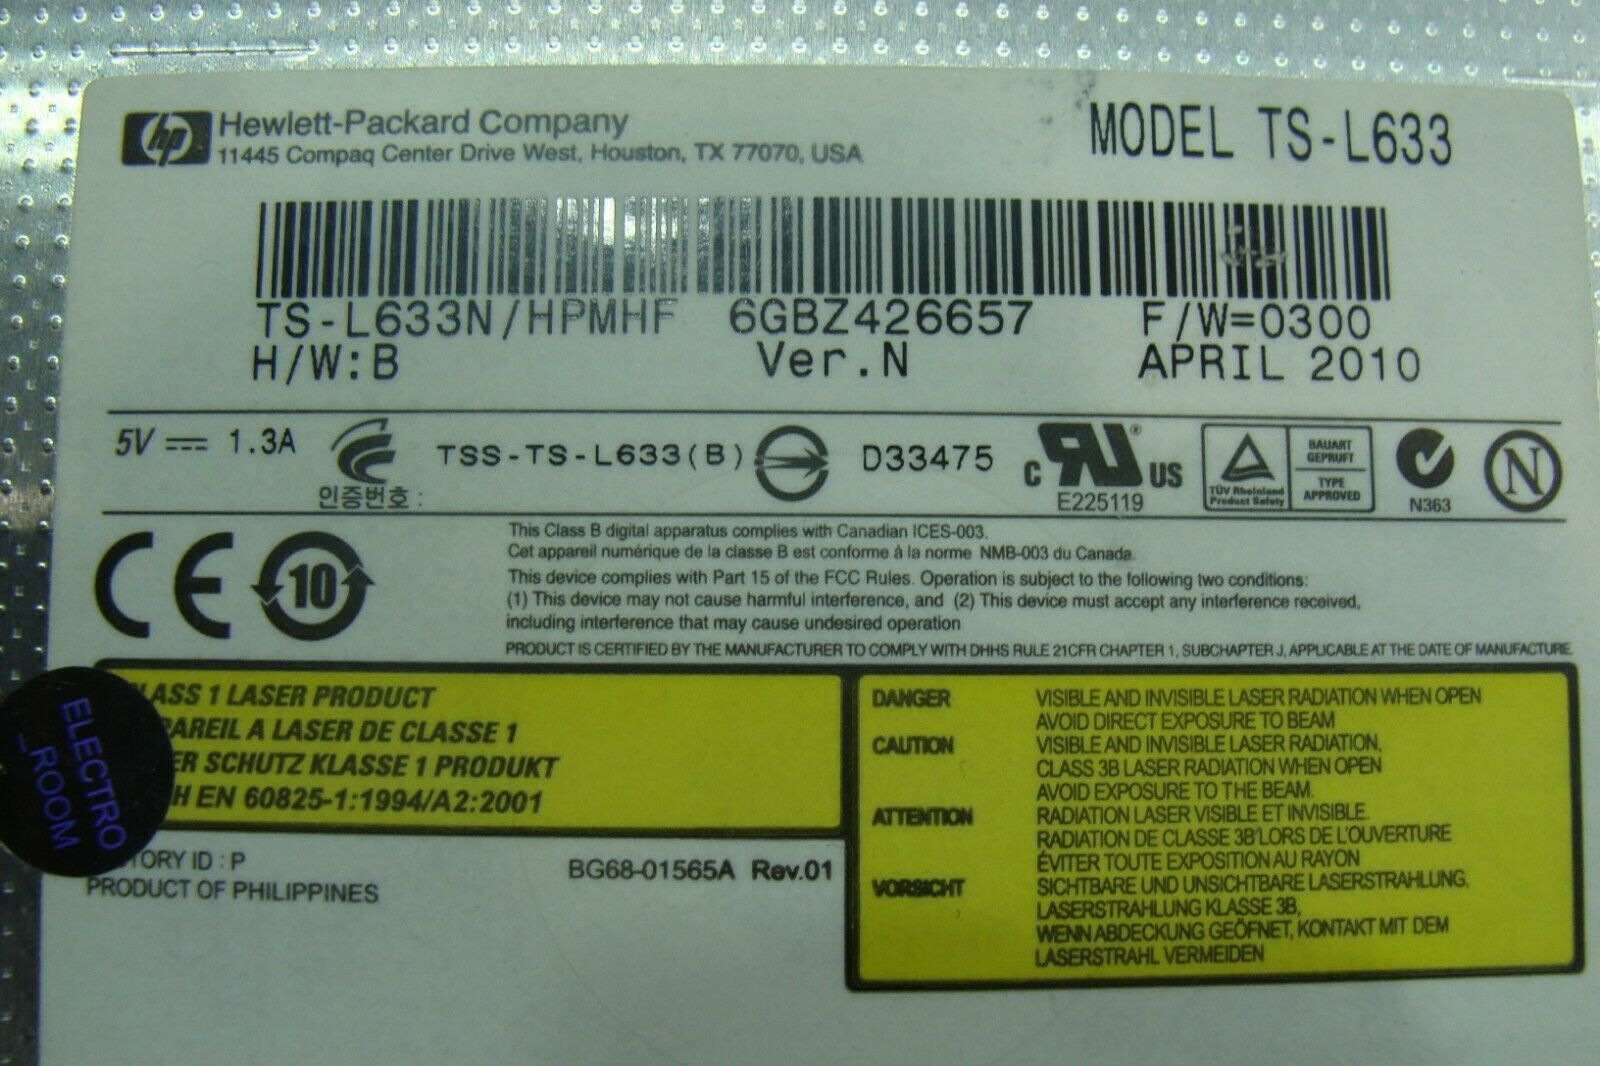 hp Hewlett-Packard Company
11445 Compaq Center Drive West, Houston, TX 77070, USA
MODEL TS-L633
TS-L633N/HPMHF 6GBZ426657 F/W=0300
H/W:B Ver.N APRIL 2010
5V 1.3A TSS-TS-L633(B) D33475
인증번호 :
C UR US
E225119
TÜV Rheinland
Product Safety
BAUART
GEPRUFT
TYPE
APPROVED
N363
N
CE 10
This Class B digital apparatus complies with Canadian ICES-003.
Cet appareil numérique de la classe B est conforme à la norme NMB-003 du Canada.
This device complies with Part 15 of the FCC Rules. Operation is subject to the following two conditions:
(1) This device may not cause harmful interference, and (2) This device must accept any interference received,
including interference that may cause undesired operation
PRODUCT IS CERTIFIED BY THE MANUFACTURER TO COMPLY WITH DHHS RULE 21CFR CHAPTER 1, SUBCHAPTER J, APPLICABLE AT THE DATE OF MANUFACTURE.
LASS 1 LASER PRODUCT
PAREIL A LASER DE CLASSE 1
ER SCHUTZ KLASSE 1 PRODUKT
H EN 60825-1:1994/A2:2001
ELECTRO
_ROOM
TORY ID : P
PRODUCT OF PHILIPPINES
BG68-01565A Rev.01
DANGER VISIBLE AND INVISIBLE LASER RADIATION WHEN OPEN
AVOID DIRECT EXPOSURE TO BEAM
CAUTION VISIBLE AND INVISIBLE LASER RADIATION,
CLASS 3B LASER RADIATION WHEN OPEN
AVOID EXPOSURE TO THE BEAM.
ATTENTION RADIATION LASER VISIBLE ET INVISIBLE.
RADIATION DE CLASSE 3B'LORS DE L'OUVERTURE
ÉVITER TOUTE EXPOSITION AU RAYON
VORSICHT SICHTBARE UND UNSICHTBARE LASERSTRAHLUNG,
LASERSTRAHLUNG KLASSE 3B,
WENN ABDECKUNG GEÖFNET, KONTAKT MIT DEM
LASERSTRAHL VERMEIDEN